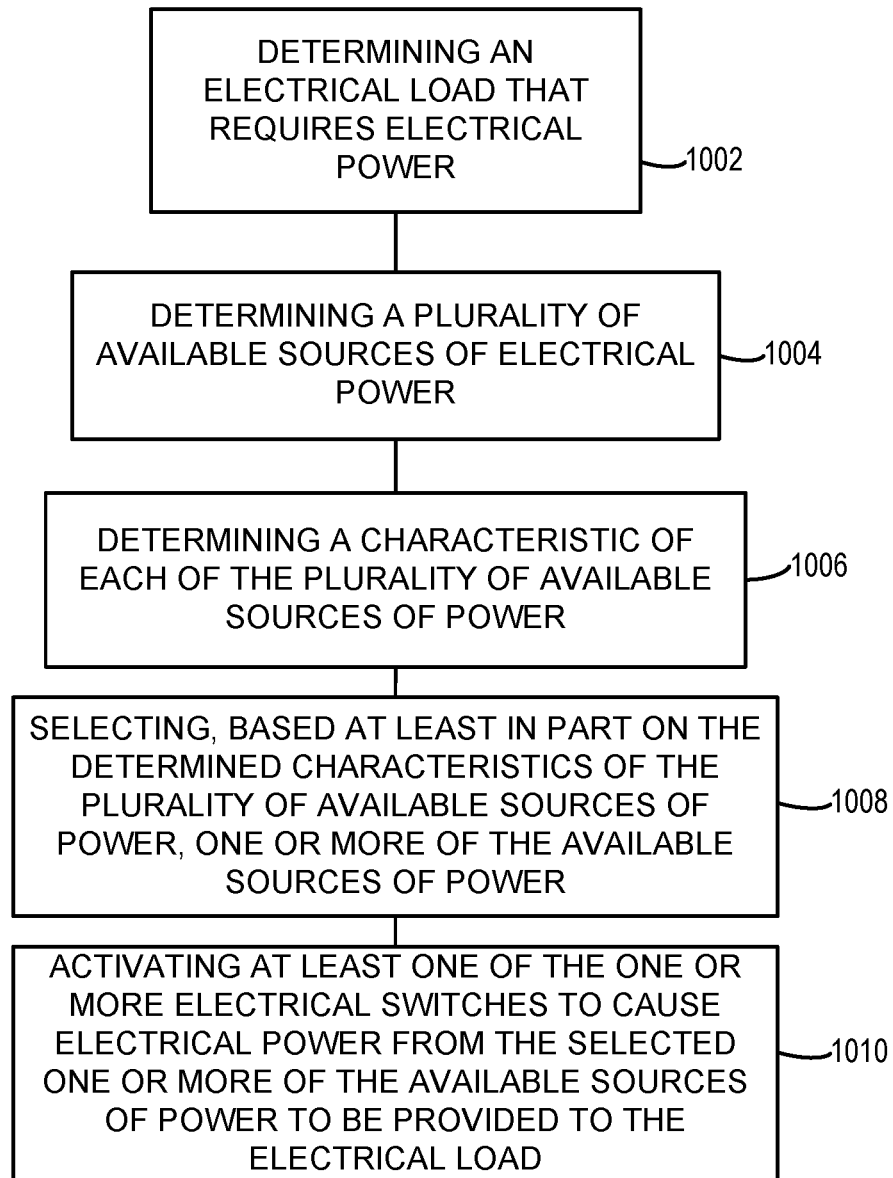 DETERMINING AN
ELECTRICAL LOAD THAT
REQUIRES ELECTRICAL
POWER
1002
DETERMINING A PLURALITY OF
AVAILABLE SOURCES OF ELECTRICAL
POWER
1004
DETERMINING A CHARACTERISTIC OF
EACH OF THE PLURALITY OF AVAILABLE
SOURCES OF POWER
1006
SELECTING, BASED AT LEAST IN PART ON THE
DETERMINED CHARACTERISTICS OF THE
PLURALITY OF AVAILABLE SOURCES OF
POWER, ONE OR MORE OF THE AVAILABLE
SOURCES OF POWER
1008
ACTIVATING AT LEAST ONE OF THE ONE OR
MORE ELECTRICAL SWITCHES TO CAUSE
ELECTRICAL POWER FROM THE SELECTED
ONE OR MORE OF THE AVAILABLE SOURCES
OF POWER TO BE PROVIDED TO THE
ELECTRICAL LOAD
1010